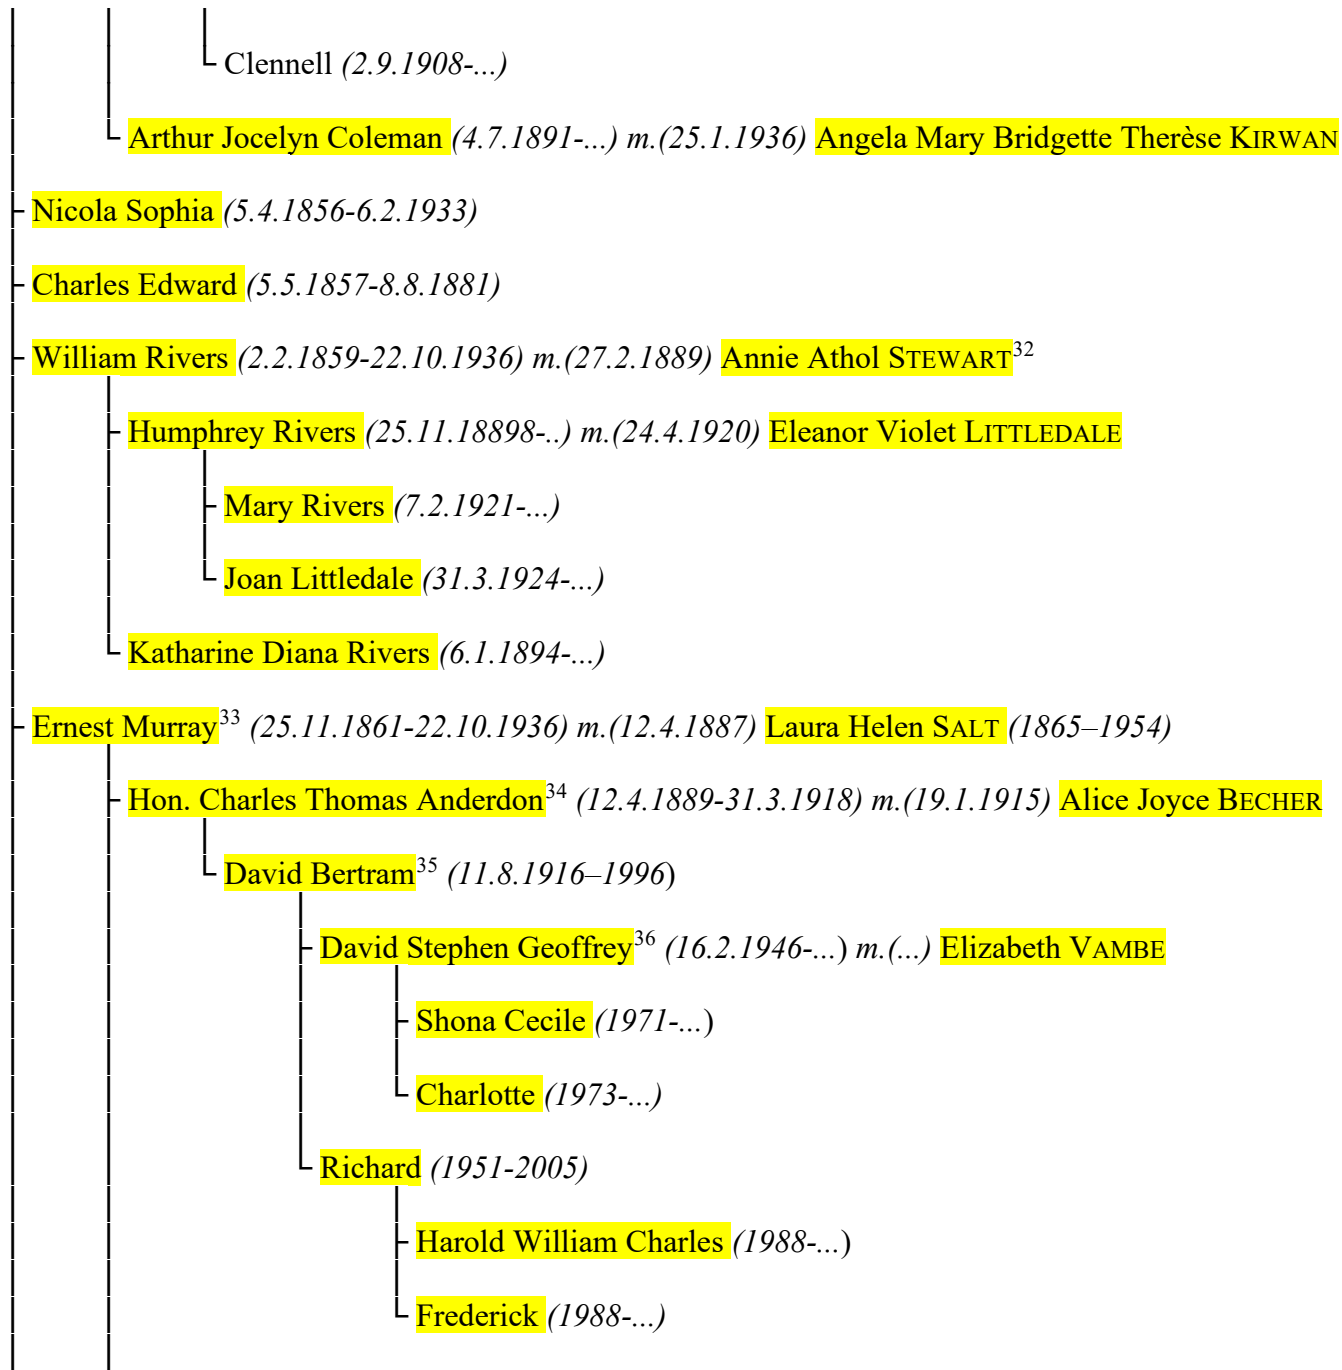 Clennell (2.9.1908-...)
Arthur Jocelyn Coleman (4.7.1891-...) m.(25.1.1936) Angela Mary Bridgette Therèse KIRWAN
Nicola Sophia (5.4.1856-6.2.1933)
Charles Edward (5.5.1857-8.8.1881)
William Rivers (2.2.1859-22.10.1936) m.(27.2.1889) Annie Athol STEWART³²
Humphrey Rivers (25.11.18898-..) m.(24.4.1920) Eleanor Violet LITTLEDALE
Mary Rivers (7.2.1921-...)
Joan Littledale (31.3.1924-...)
Katharine Diana Rivers (6.1.1894-...)
Ernest Murray³³ (25.11.1861-22.10.1936) m.(12.4.1887) Laura Helen SALT (1865–1954)
Hon. Charles Thomas Anderdon³⁴ (12.4.1889-31.3.1918) m.(19.1.1915) Alice Joyce BECHER
David Bertram³⁵ (11.8.1916–1996)
David Stephen Geoffrey³⁶ (16.2.1946-...) m.(...) Elizabeth VAMBE
Shona Cecile (1971-...)
Charlotte (1973-...)
Richard (1951-2005)
Harold William Charles (1988-...)
Frederick (1988-...)